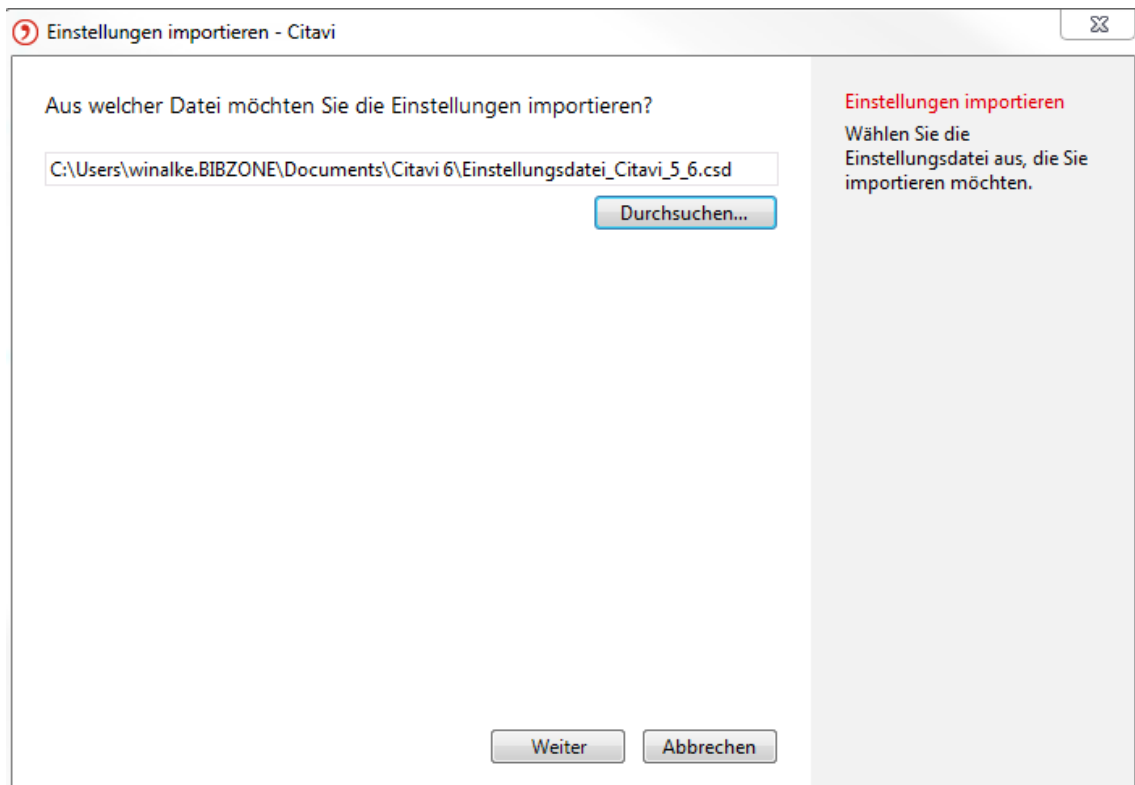 Einstellungen importieren - Citavi
Aus welcher Datei möchten Sie die Einstellungen importieren?
C:\Users\winalke.BIBZONE\Documents\Citavi 6\Einstellungsdatei_Citavi_5_6.csd
Durchsuchen...
Weiter
Abbrechen
Einstellungen importieren
Wählen Sie die
Einstellungsdatei aus, die Sie
importieren möchten.